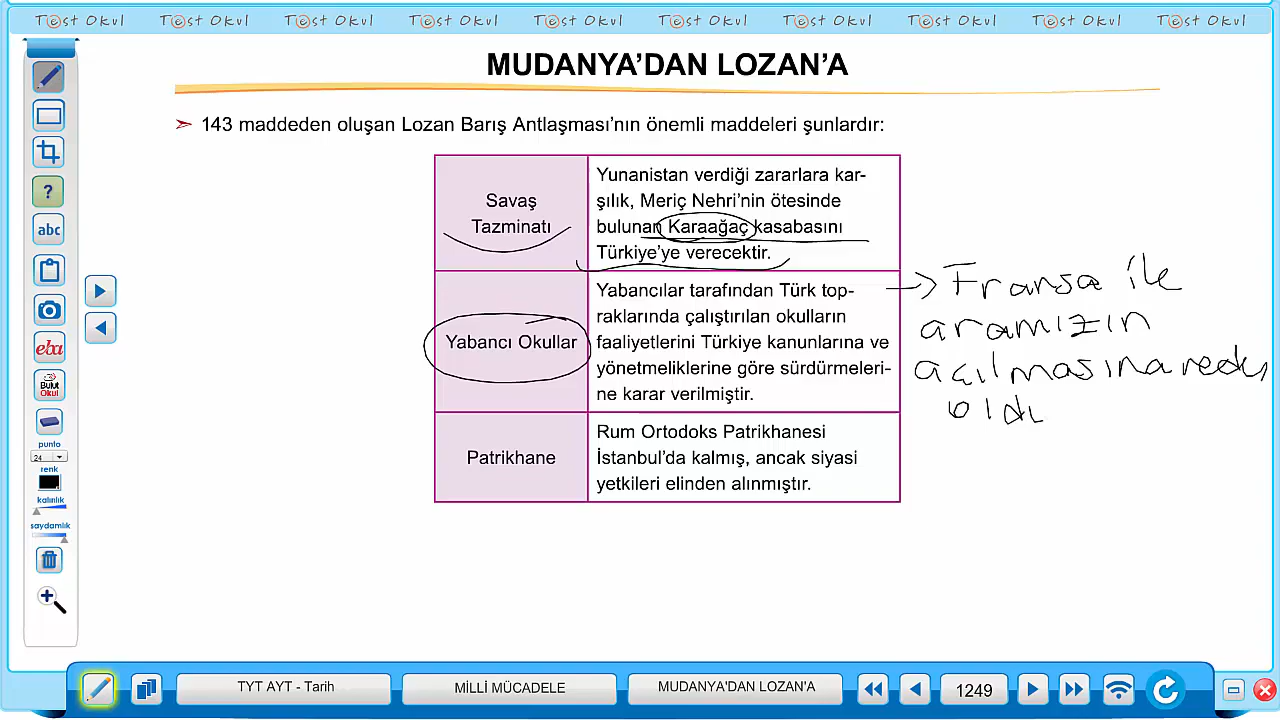 Test Okul Test Okul Test Okul Test Okul Test Okul Test Okul Test Okul Test Okul Test Okul Test Okul
MUDANYA'DAN LOZAN'A
➢ 143 maddeden oluşan Lozan Barış Antlaşması'nın önemli maddeleri şunlardır:
Savaş
Tazminatı
Yunanistan verdiği zararlara kar-
şılık, Meriç Nehri'nin ötesinde
bulunan Karaağaç kasabasını
Türkiye'ye verecektir.
Yabancı Okullar
Yabancılar tarafından Türk top-
raklarında çalıştırılan okulların
faaliyetlerini Türkiye kanunlarına ve
yönetmeliklerine göre sürdürmeleri-
ne karar verilmiştir.
Patrikhane
Rum Ortodoks Patrikhanesi
İstanbul'da kalmış, ancak siyasi
yetkileri elinden alınmıştır.
→ Fransa ile
aramızın
açılmasına
oldu
?
abc
eba
Bulut
Okul
punto
24
renk
kalınlık
saydamlık
TYT AYT - Tarih
MİLLİ MÜCADELE
MUDANYA'DAN LOZAN'A
1249